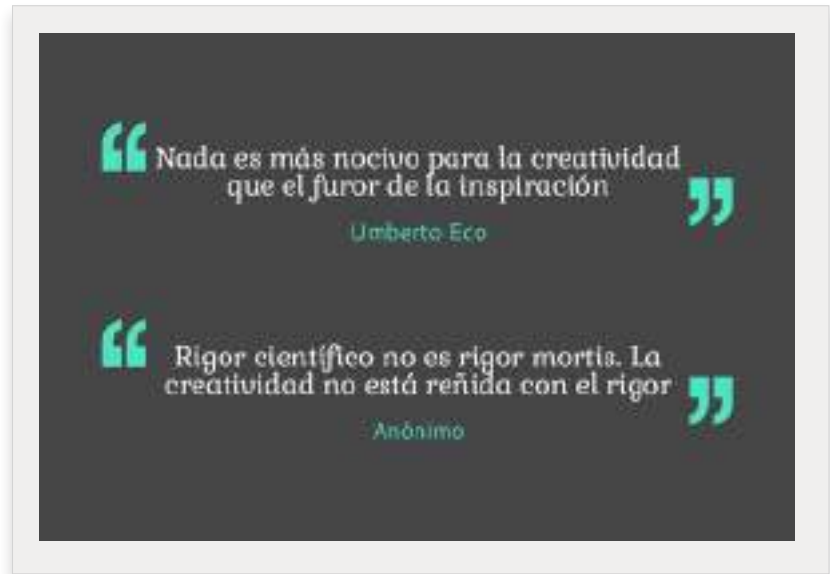 “Nada es más nocivo para la creatividad
que el furor de la inspiración”
Umberto Eco
“Rigor científico no es rigor mortis. La
creatividad no está reñida con el rigor”
Anónimo